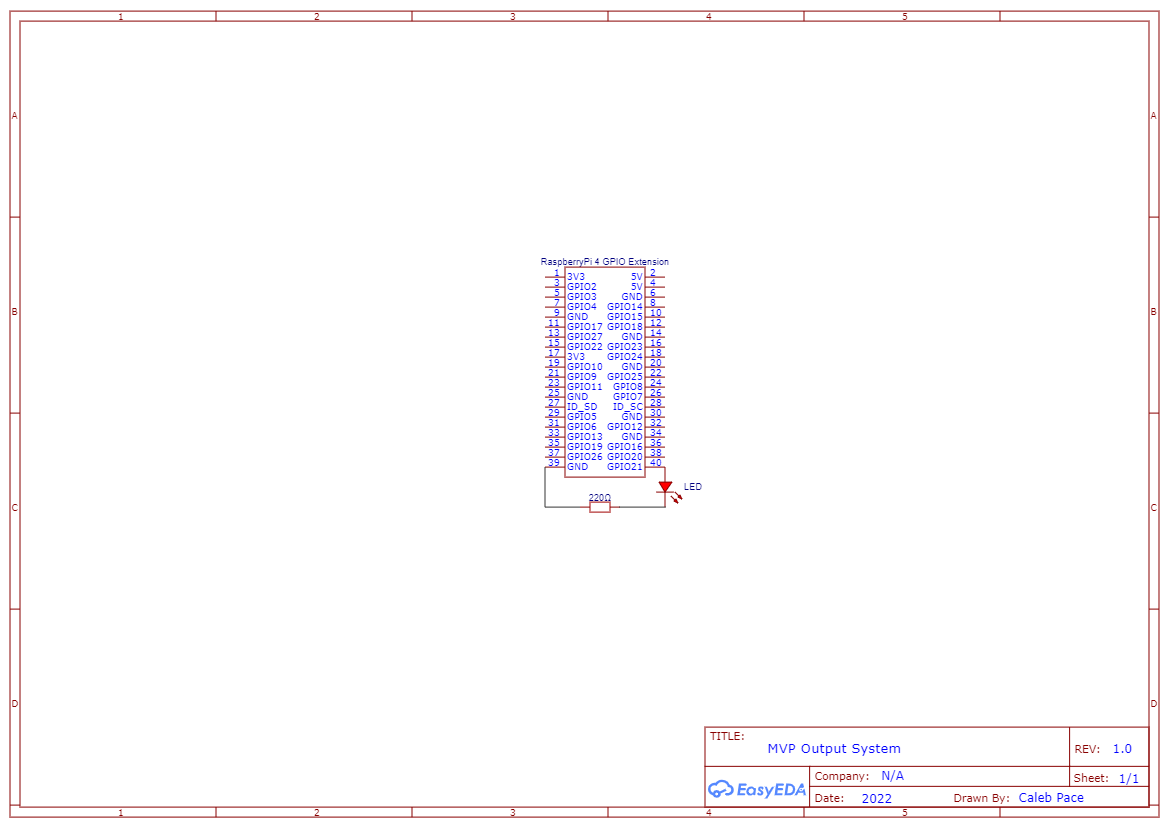 1 2 3 4 5
A A
RaspberryPi 4 GPIO Extension
1 3V3 5V 2
3 GPIO2 5V 4
5 GPIO3 GND 6
B 7 GPIO4 GPIO14 8 B
9 GND GPIO15 10
11 GPIO17 GPIO18 12
13 GPIO27 GND 14
15 GPIO22 GPIO23 16
17 3V3 GPIO24 18
19 GPIO10 GND 20
21 GPIO9 GPIO25 22
23 GPIO11 GPIO8 24
25 GND GPIO7 26
27 ID_SD ID_SC 28
29 GPIO5 GND 30
31 GPIO6 GPIO12 32
33 GPIO13 GND 34
35 GPIO19 GPIO16 36
37 GPIO26 GPIO20 38
39 GND GPIO21 40
LED
220Ω
C C
D D
TITLE:
MVP Output System
REV: 1.0
EasyEDA
Company: N/A
Sheet: 1/1
Date: 2022 Drawn By: Caleb Pace
1 2 3 4 5